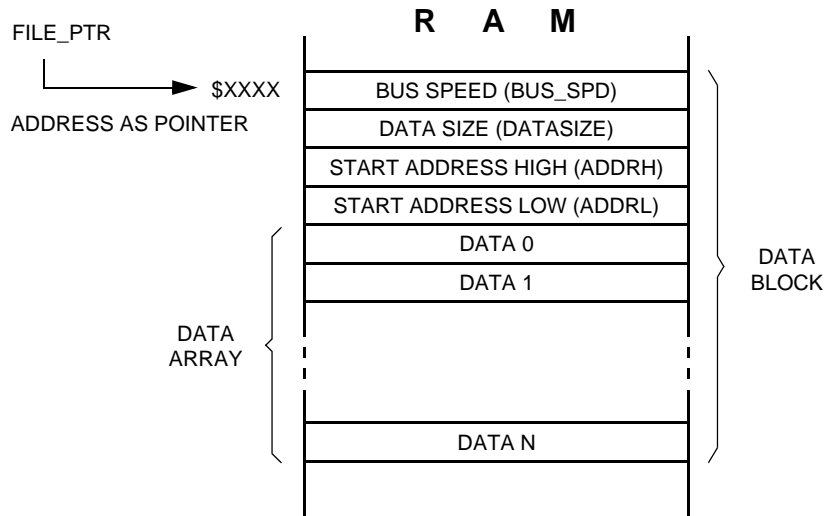 R A M
FILE_PTR
$XXXX
ADDRESS AS POINTER
BUS SPEED (BUS_SPD)
DATA SIZE (DATASIZE)
START ADDRESS HIGH (ADDRH)
START ADDRESS LOW (ADDRL)
DATA 0
DATA 1
DATA
BLOCK
DATA
ARRAY
DATA N